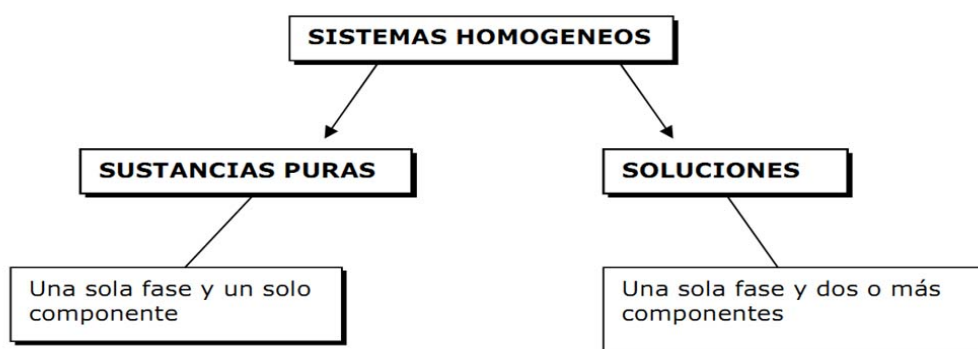 SISTEMAS HOMOGENEOS
SUSTANCIAS PURAS
SOLUCIONES
Una sola fase y un solo
componente
Una sola fase y dos o más
componentes